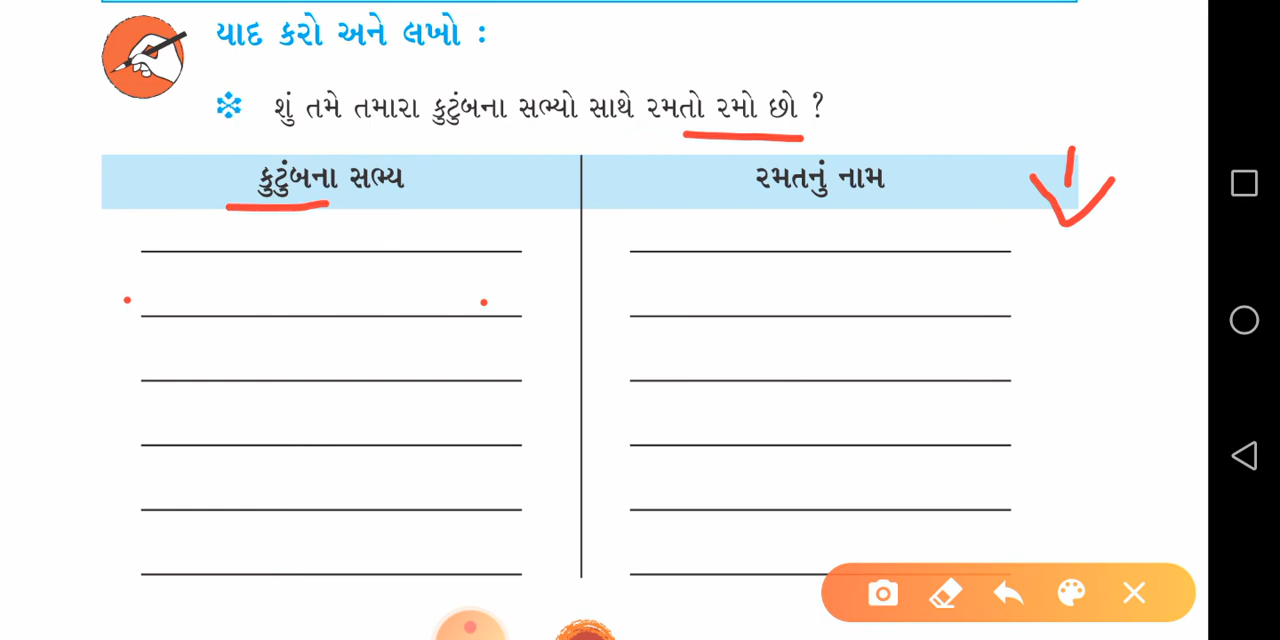 યાદ કરો અને લખો :
શું તમે તમારા કુટુંબના સભ્યો સાથે રમતો રમો છો ?
કુટુંબના સભ્ય
રમતનું નામ